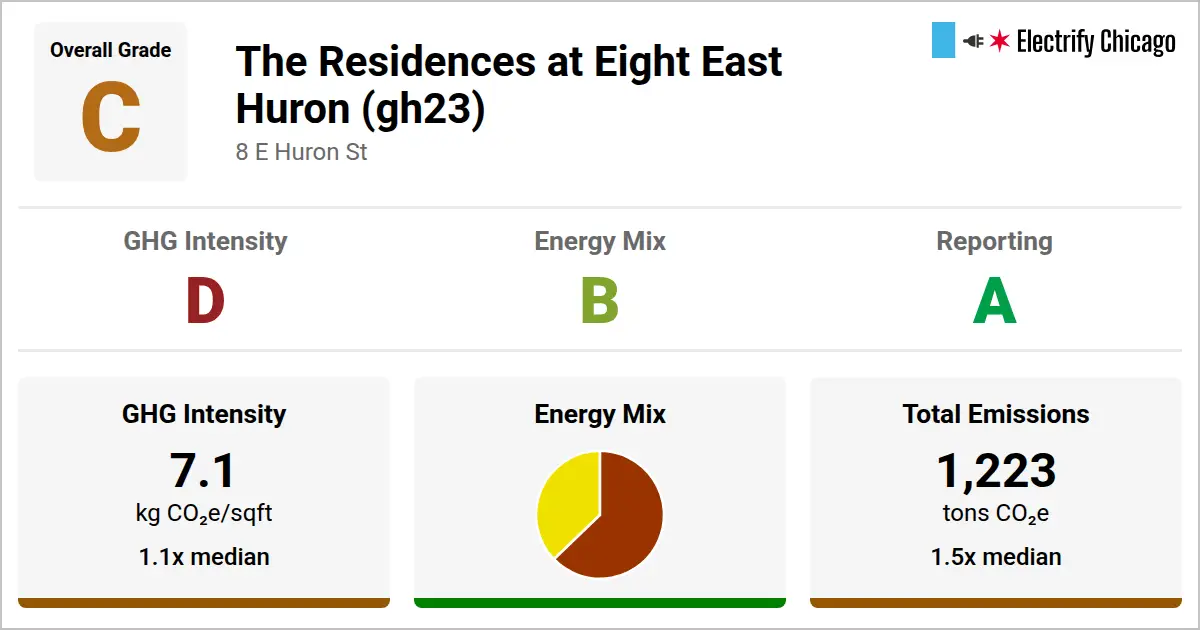 Overall Grade
C
The Residences at Eight East
Huron (gh23)
8 E Huron St
Electrify Chicago
GHG Intensity
D
Energy Mix
B
Reporting
A
GHG Intensity
7.1
kg CO₂e/sqft
1.1x median
Energy Mix
Total Emissions
1,223
tons CO₂e
1.5x median